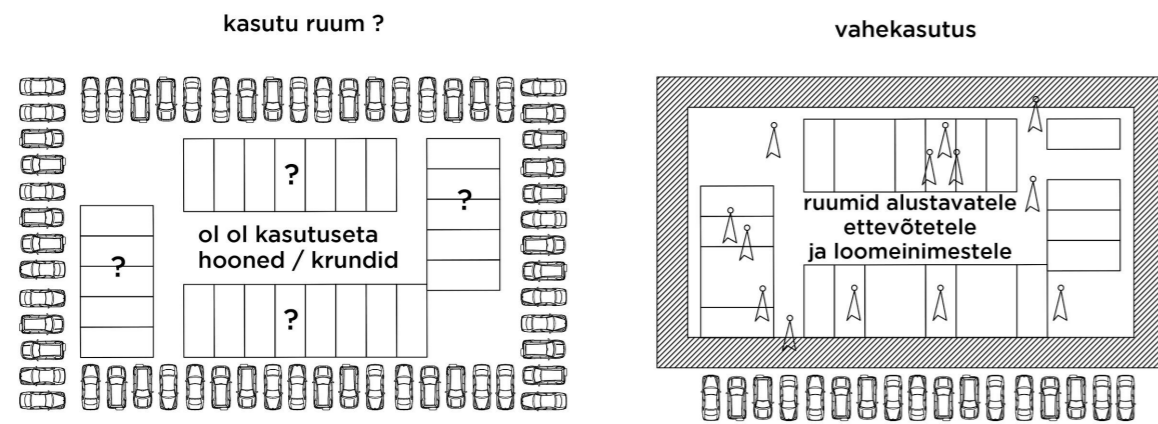 kasutu ruum ?
?
?
?
ol ol kasutuseta
hooned / krundid
?
vahekasutus
ruumid alustavatele
ettevõtetele
ja loomeinimestele